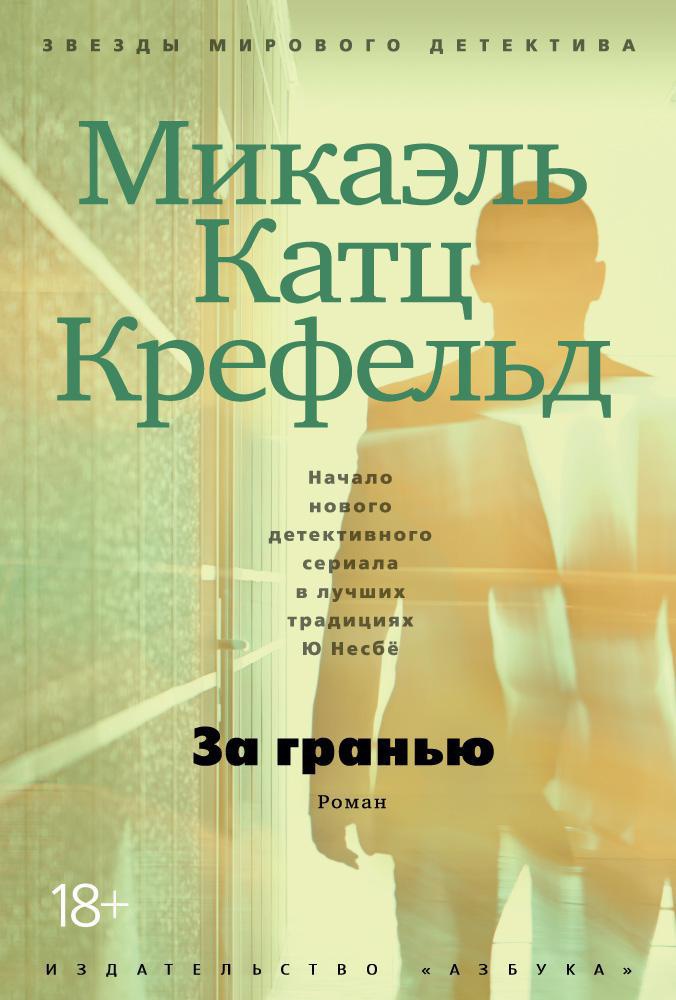 ЗВЕЗДЫ МИРОВОГО ДЕТЕКТИВА
Микаэль
Катц
Крефельд
Начало
нового
детективного
сериала
в лучших
традициях
Ю Несбё
За гранью
Роман
18+
ИЗДАТЕЛЬСТВО «АЗБУКА»